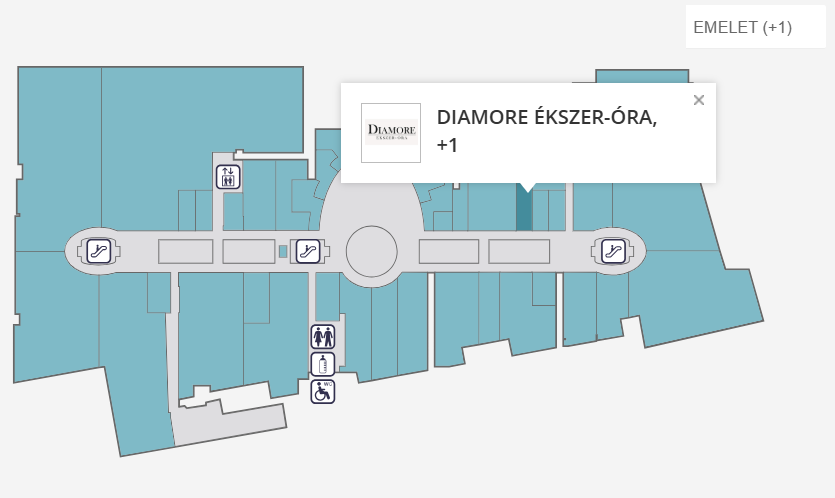 EMELET (+1)
DIAMORE ÉKSZER-ÓRA,
+1
DIAMORE
ÉKSZER-ÓRA
WC